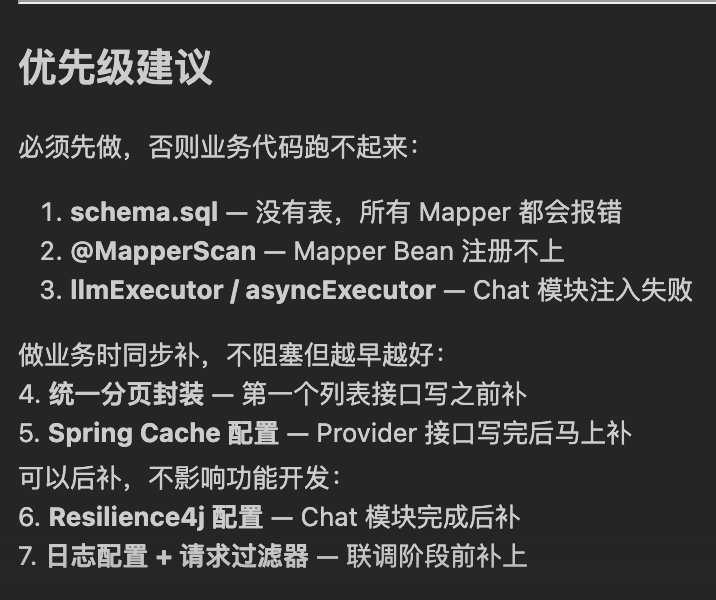 优先级建议
必须先做，否则业务代码跑不起来：
1. schema.sql — 没有表，所有 Mapper 都会报错
2. @MapperScan — Mapper Bean 注册不上
3. llmExecutor / asyncExecutor — Chat 模块注入失败
做业务时同步补，不阻塞但越早越好：
4. 统一分页封装 — 第一个列表接口写之前补
5. Spring Cache 配置 — Provider 接口写完后马上补
可以后补，不影响功能开发：
6. Resilience4j 配置 — Chat 模块完成后补
7. 日志配置 + 请求过滤器 — 联调阶段前补上